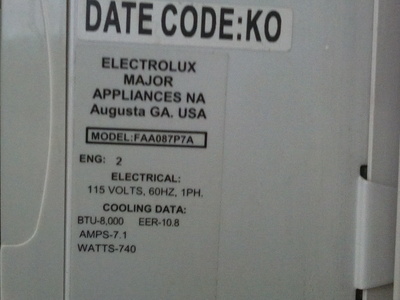 DATE CODE:KO
ELECTROLUX
MAJOR
APPLIANCES NA
Augusta GA. USA
MODEL:FAA087P7A
ENG: 2
ELECTRICAL:
115 VOLTS, 60HZ, 1PH.
COOLING DATA:
BTU-8,000 EER-10.8
AMPS-7.1
WATTS-740